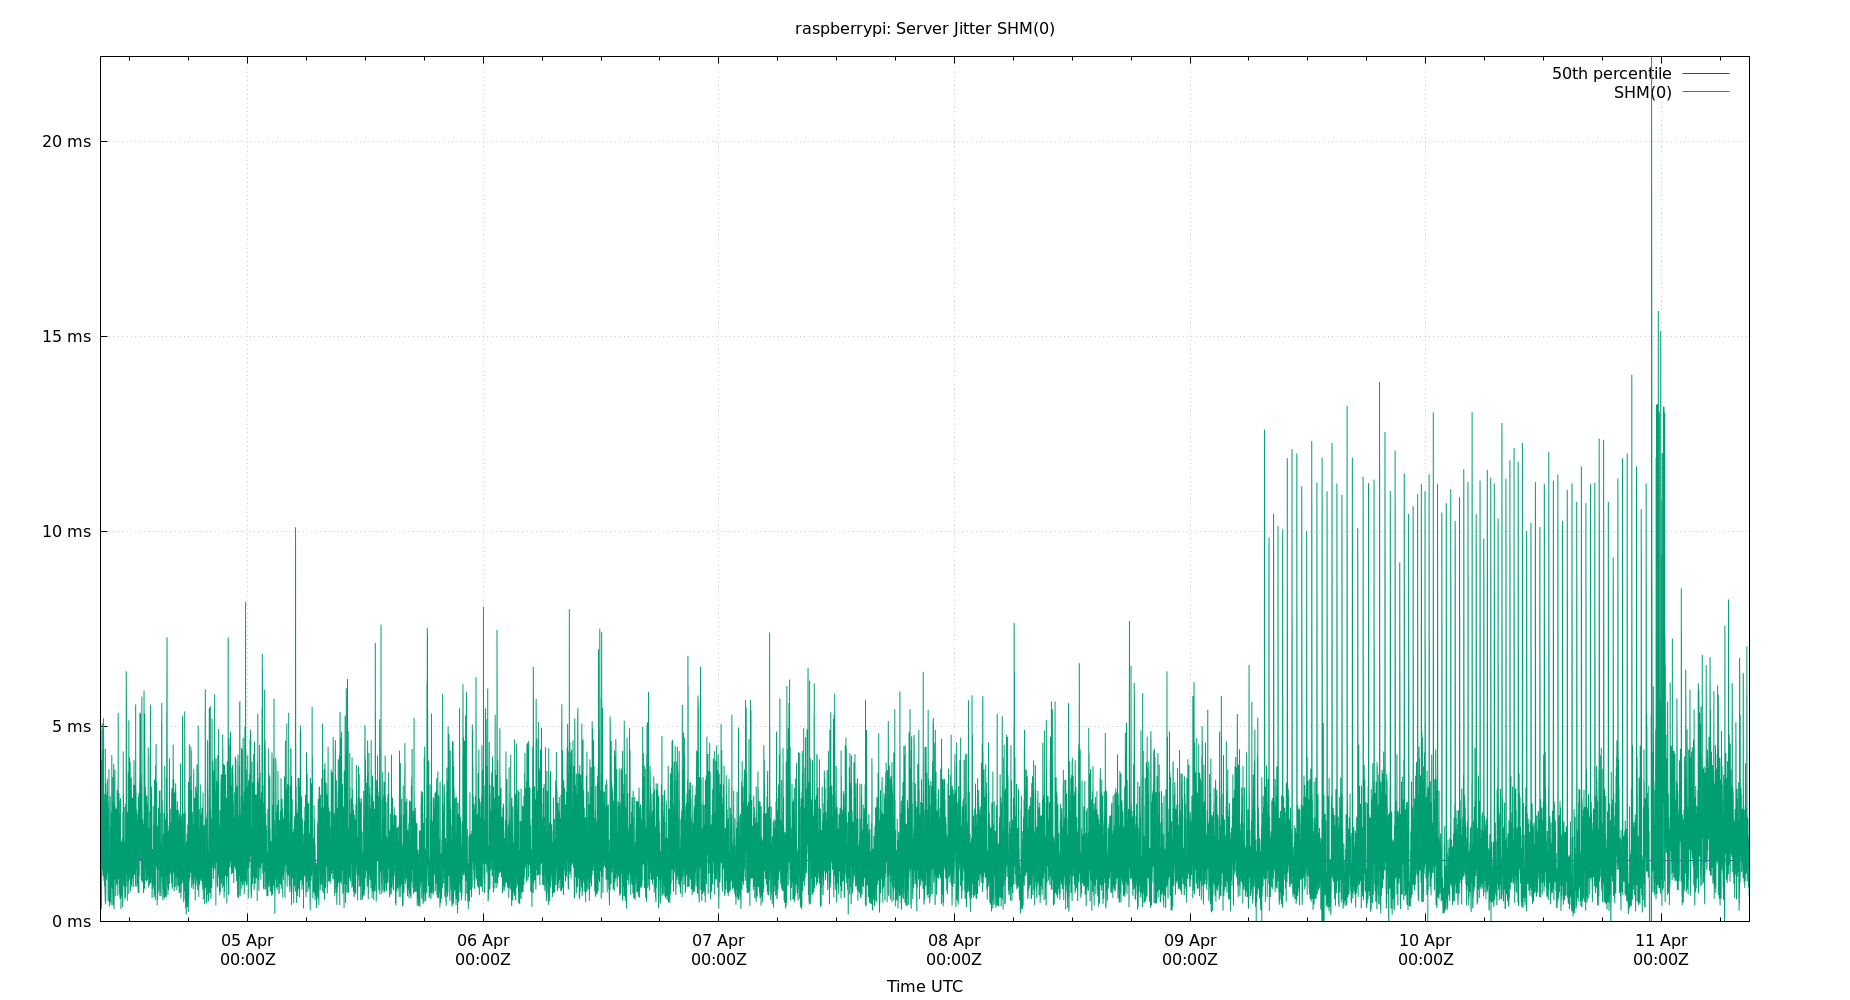 raspberrypi: Server Jitter SHM(0)
50th percentile
SHM(0)
20 ms
15 ms
10 ms
5 ms
0 ms
05 Apr 06 Apr 07 Apr 08 Apr 09 Apr 10 Apr 11 Apr
00:00Z 00:00Z 00:00Z 00:00Z 00:00Z 00:00Z 00:00Z
Time UTC